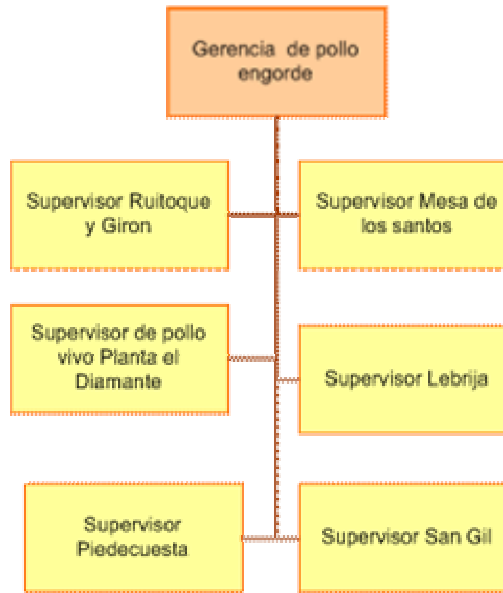 Gerencia de pollo
engorde
Supervisor Ruitoque
y Giron
Supervisor Mesa de
los santos
Supervisor de pollo
vivo Planta el
Diamante
Supervisor Lebrija
Supervisor
Piedecuesta
Supervisor San Gil